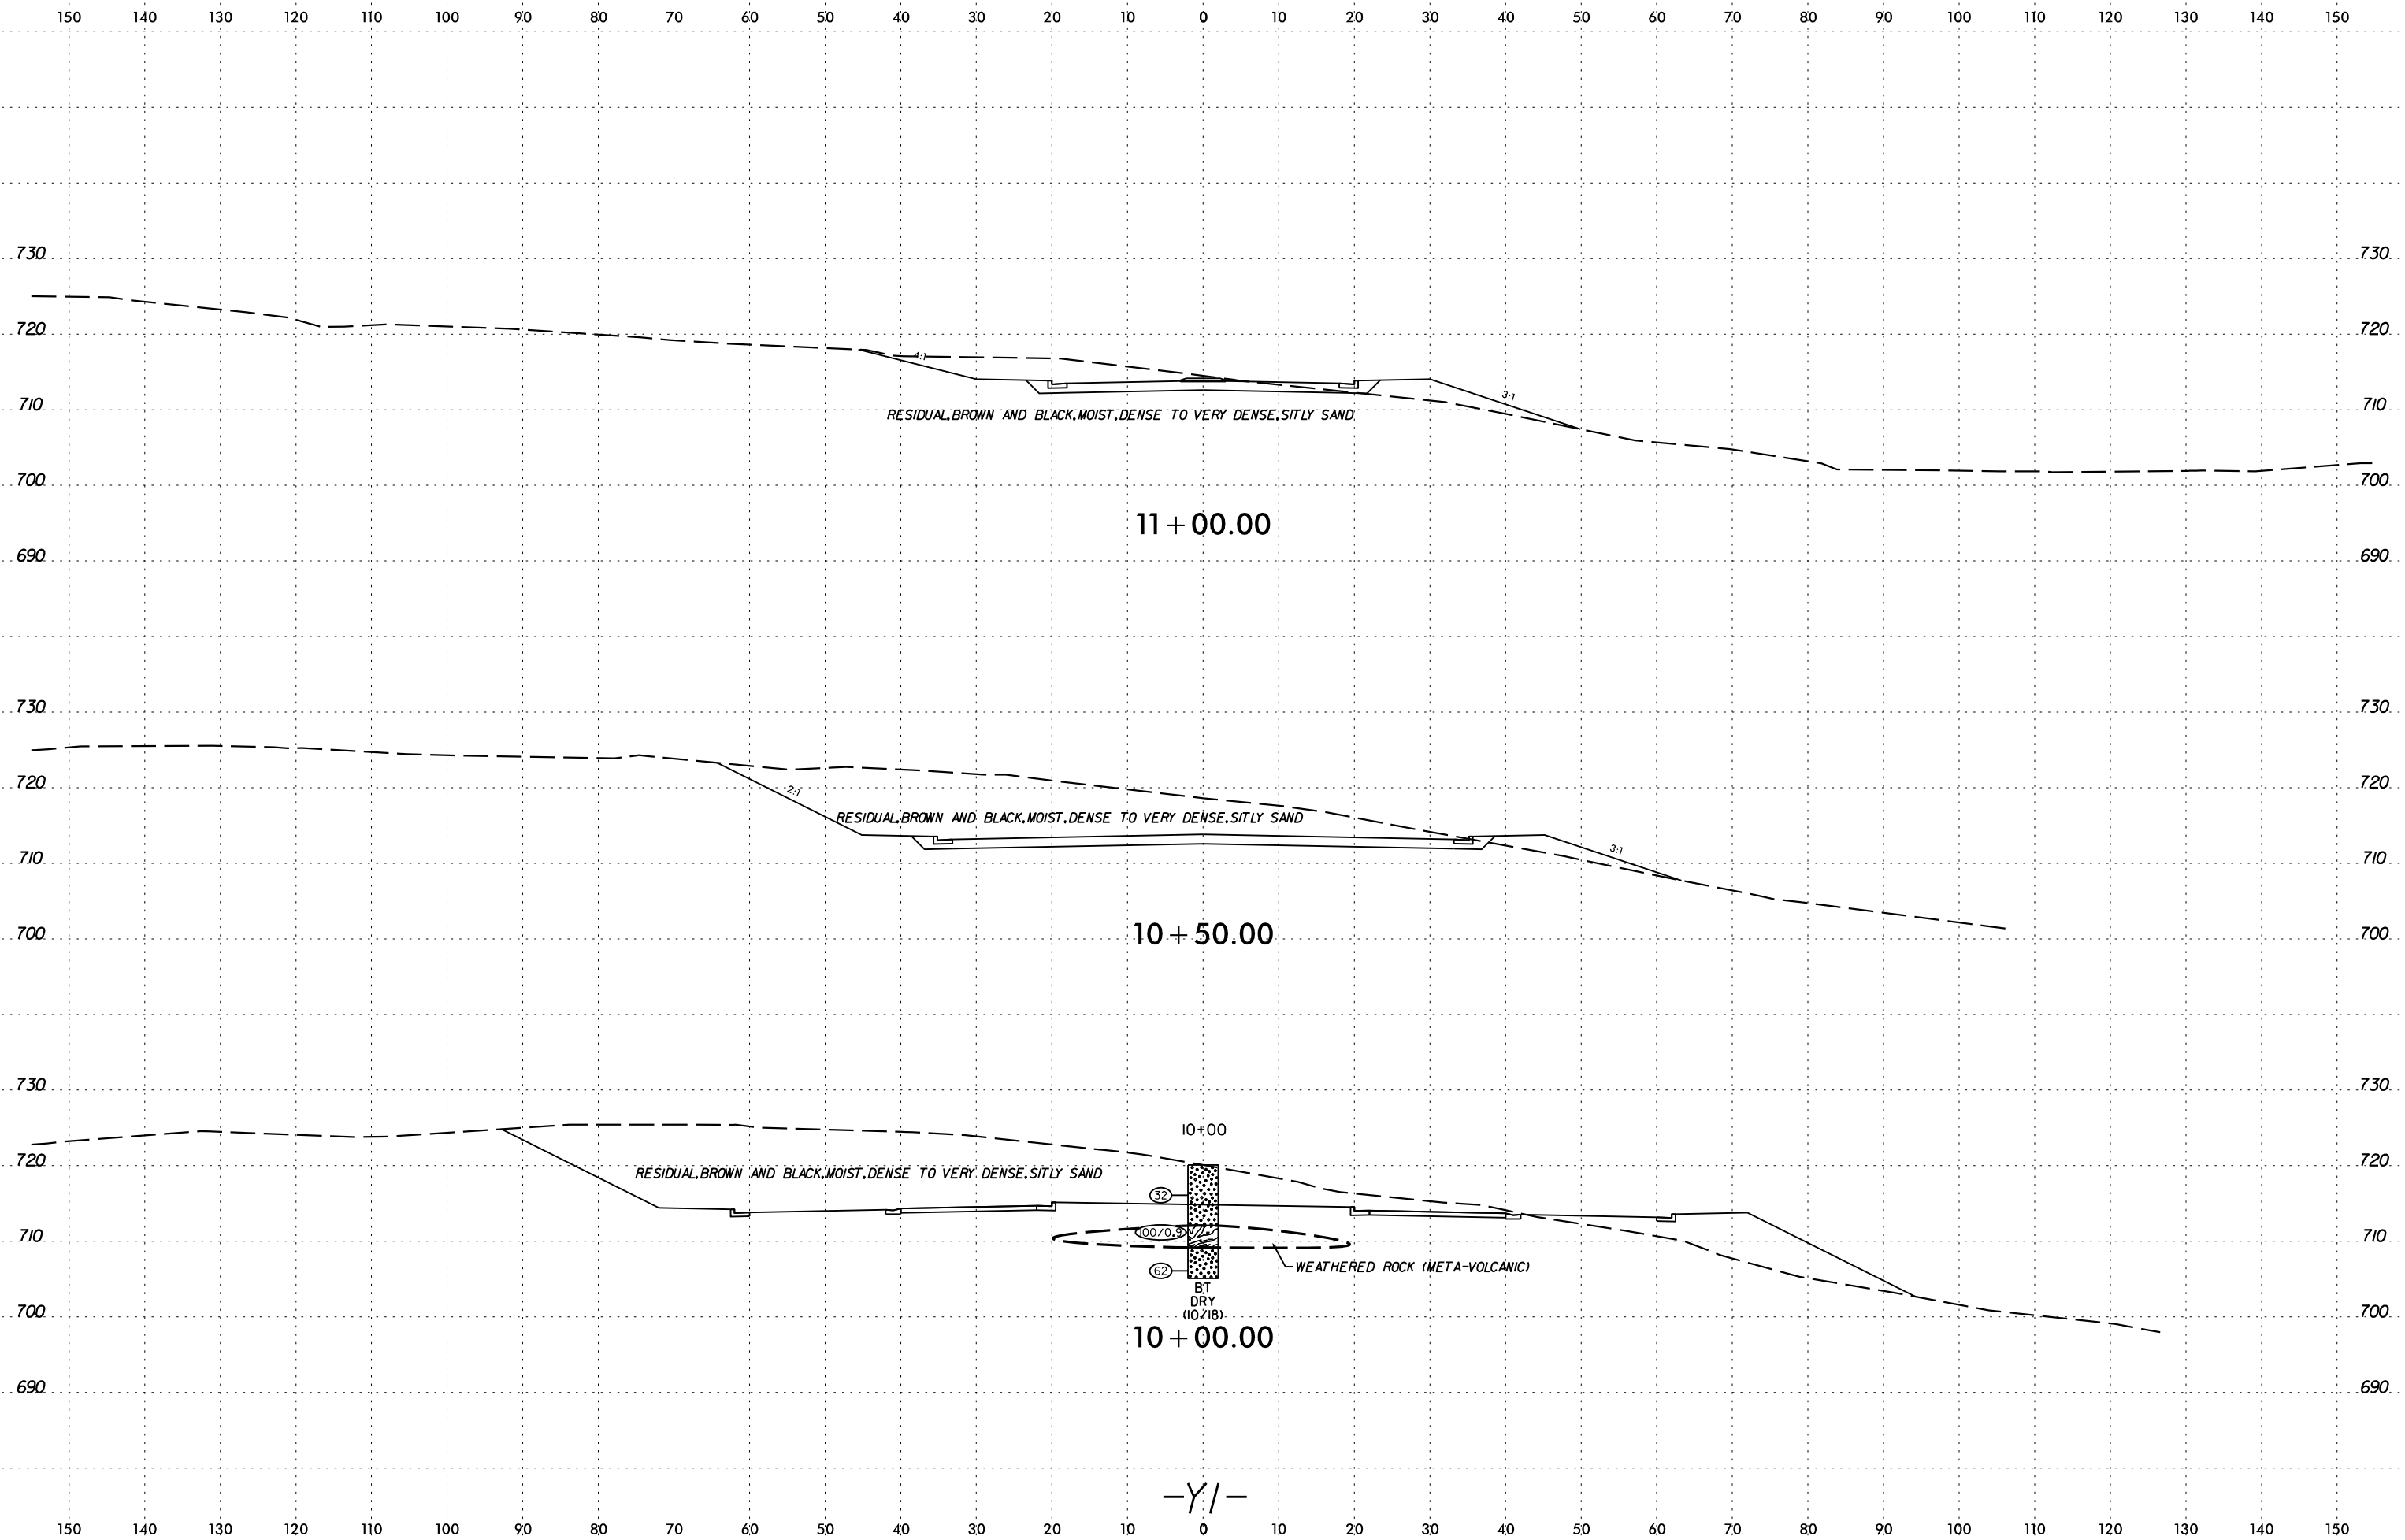 150 140 130 120 110 100 90 80 70 60 50 40 30 20 10 0 10 20 30 40 50 60 70 80 90 100 110 120 130 140 150
730 730
720 720
4:1
3:1
710 710
RESIDUAL,BROWN AND BLACK,MOIST,DENSE TO VERY DENSE,SITLY SAND
700 700
11+00.00
690 690
730 730
720 720
2:1
RESIDUAL,BROWN AND BLACK,MOIST,DENSE TO VERY DENSE,SITLY SAND
3:1
710 710
700 700
10+50.00
730 730
10+00
720 720
RESIDUAL,BROWN AND BLACK,MOIST,DENSE TO VERY DENSE,SITLY SAND
32
100/0.9
710 710
WEATHERED ROCK (META-VOLCANIC)
62
BT
DRY
(10/18)
700 700
10+00.00
690 690
-Y1-
150 140 130 120 110 100 90 80 70 60 50 40 30 20 10 0 10 20 30 40 50 60 70 80 90 100 110 120 130 140 150